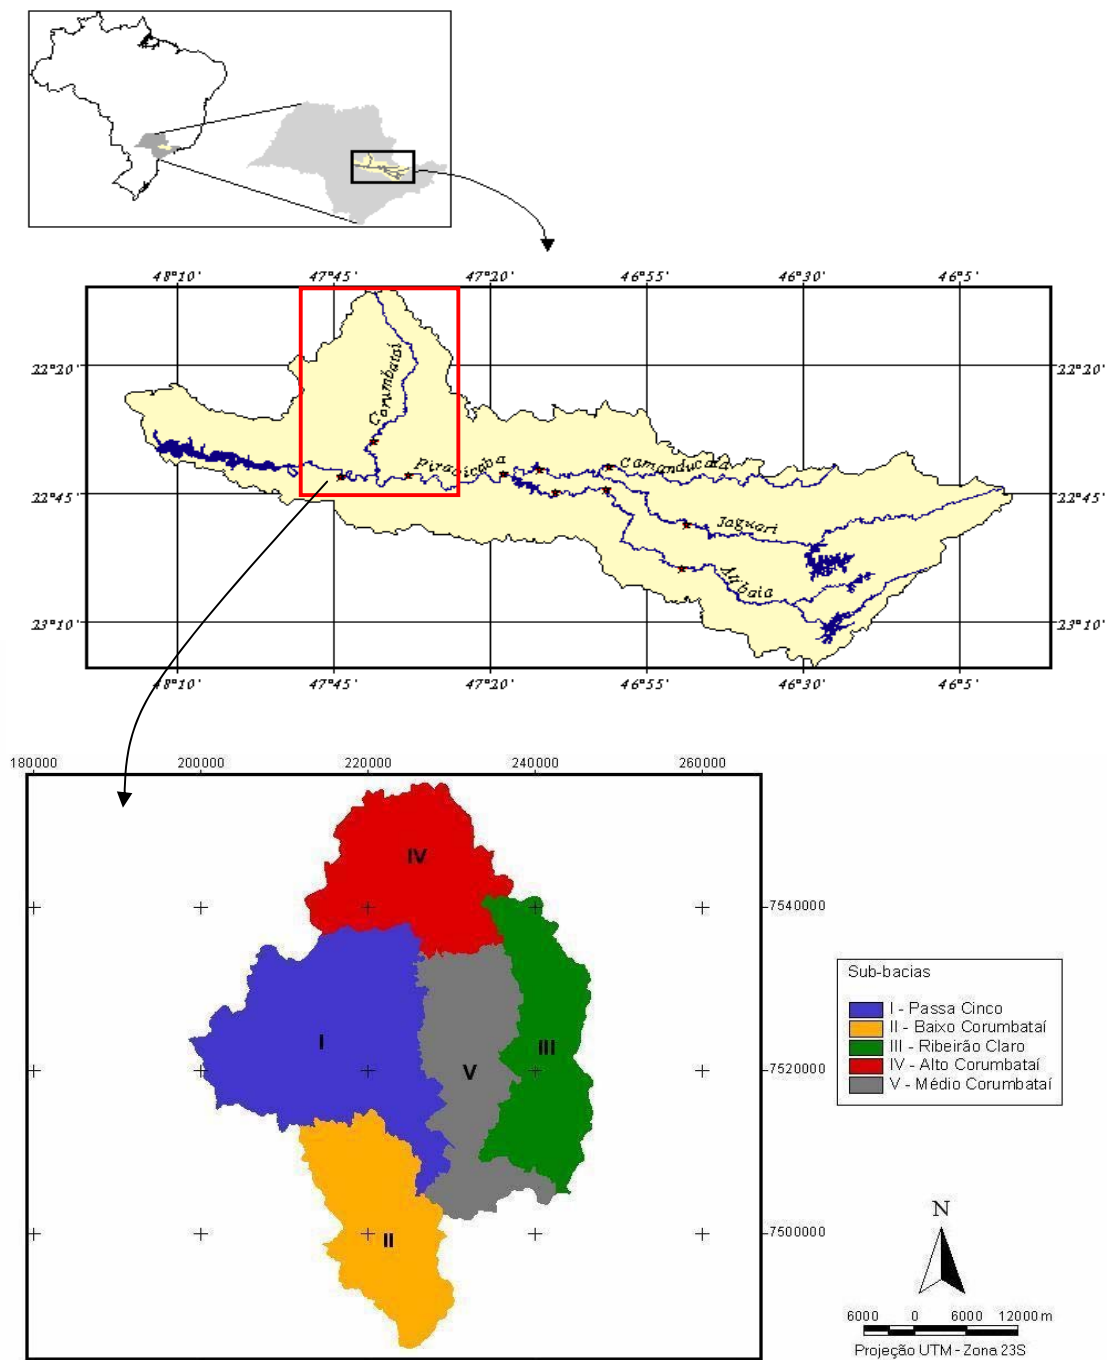 48°10' 47°45' 47°20' 46°55' 46°30' 46°5'
22°20' 22°20'
Corumbataí
Piracicaba
Camanducaia
22°45' 22°45'
Jaguari
Atibaia
23°10' 23°10'
48°10' 47°45' 47°20' 46°55' 46°30' 46°5'
180000 200000 220000 240000 260000
IV
7540000
Sub-bacias
I - Passa Cinco
II - Baixo Corumbataí
III - Ribeirão Claro
IV - Alto Corumbataí
V - Médio Corumbataí
I
III
V
7520000
II
7500000
N
6000 0 6000 12000 m
Projeção UTM - Zona 23S